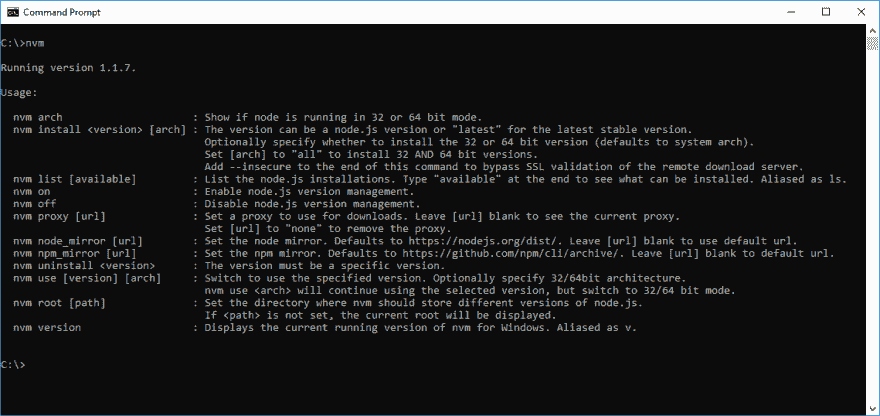 Command Prompt
C:\>nvm
Running version 1.1.7.
Usage:
nvm arch : Show if node is running in 32 or 64 bit mode.
nvm install <version> [arch] : The version can be a node.js version or "latest" for the latest stable version.
Optionally specify whether to install the 32 or 64 bit version (defaults to system arch).
Set [arch] to "all" to install 32 AND 64 bit versions.
Add --insecure to the end of this command to bypass SSL validation of the remote download server.
nvm list [available] : List the node.js installations. Type "available" at the end to see what can be installed. Aliased as ls.
nvm on : Enable node.js version management.
nvm off : Disable node.js version management.
nvm proxy [url] : Set a proxy to use for downloads. Leave [url] blank to see the current proxy.
Set [url] to "none" to remove the proxy.
nvm node_mirror [url] : Set the node mirror. Defaults to https://nodejs.org/dist/. Leave [url] blank to use default url.
nvm npm_mirror [url] : Set the npm mirror. Defaults to https://github.com/npm/cli/archive/. Leave [url] blank to default url.
nvm uninstall <version> : The version must be a specific version.
nvm use [version] [arch] : Switch to use the specified version. Optionally specify 32/64bit architecture.
nvm use <arch> will continue using the selected version, but switch to 32/64 bit mode.
nvm root [path] : Set the directory where nvm should store different versions of node.js.
If <path> is not set, the current root will be displayed.
nvm version : Displays the current running version of nvm for Windows. Aliased as v.
C:\>